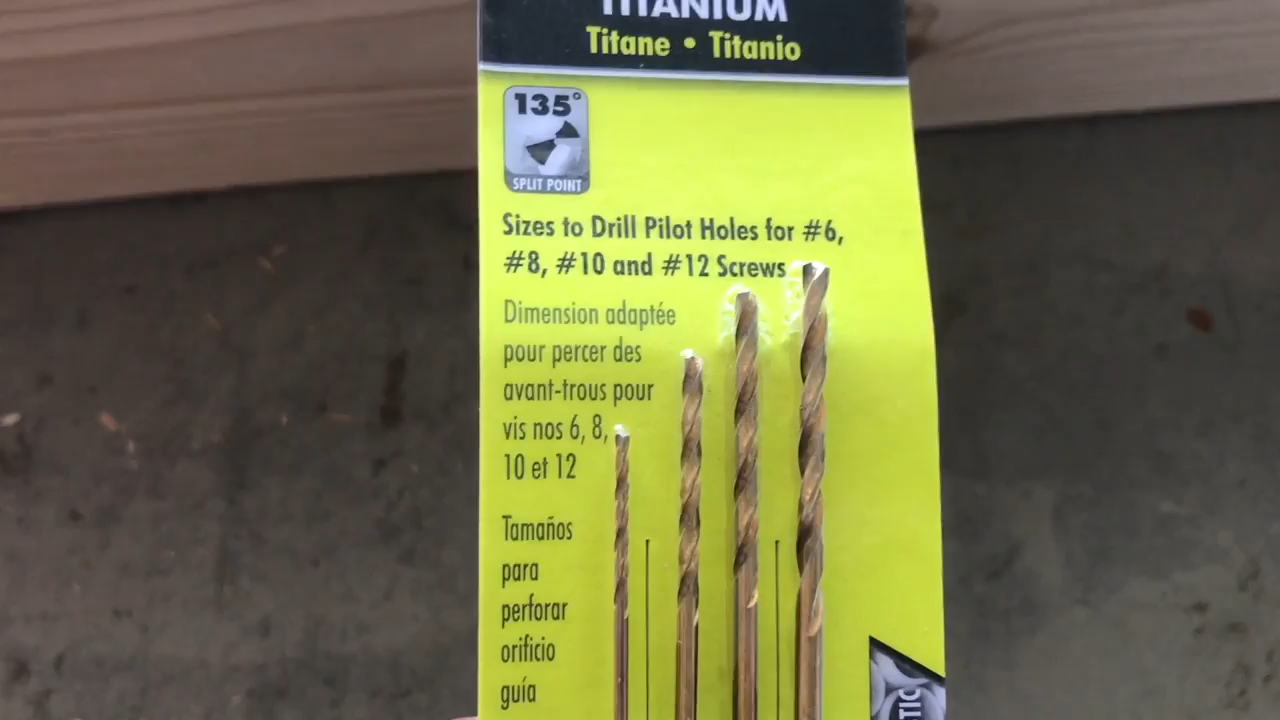 TITANIUM
Titane • Titanio
135°
SPLIT POINT
Sizes to Drill Pilot Holes for #6,
#8, #10 and #12 Screws
Dimension adaptée
pour percer des
avant-trous pour
vis nos 6, 8,
10 et 12
Tamaños
para
perforar
orificio
guía